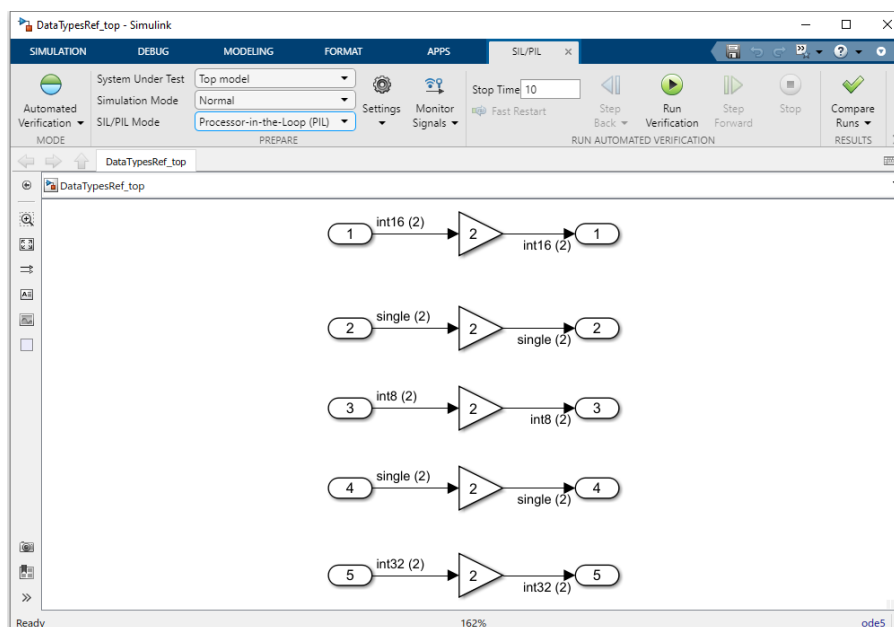 DataTypesRef_top - Simulink
SIMULATION DEBUG MODELING FORMAT APPS SIL/PIL
Automated Verification
MODE
System Under Test Top model
Simulation Mode Normal
SIL/PIL Mode Processor-in-the-Loop (PIL)
Settings
Monitor Signals
PREPARE
Stop Time 10
Fast Restart
Step Back
Run Verification
Step Forward
Stop
RUN AUTOMATED VERIFICATION
Compare Runs
RESULTS
DataTypesRef_top
DataTypesRef_top
1 int16 (2) 2 int16 (2) 1
2 single (2) 2 single (2) 2
3 int8 (2) 2 int8 (2) 3
4 single (2) 2 single (2) 4
5 int32 (2) 2 int32 (2) 5
Ready 162% ode5